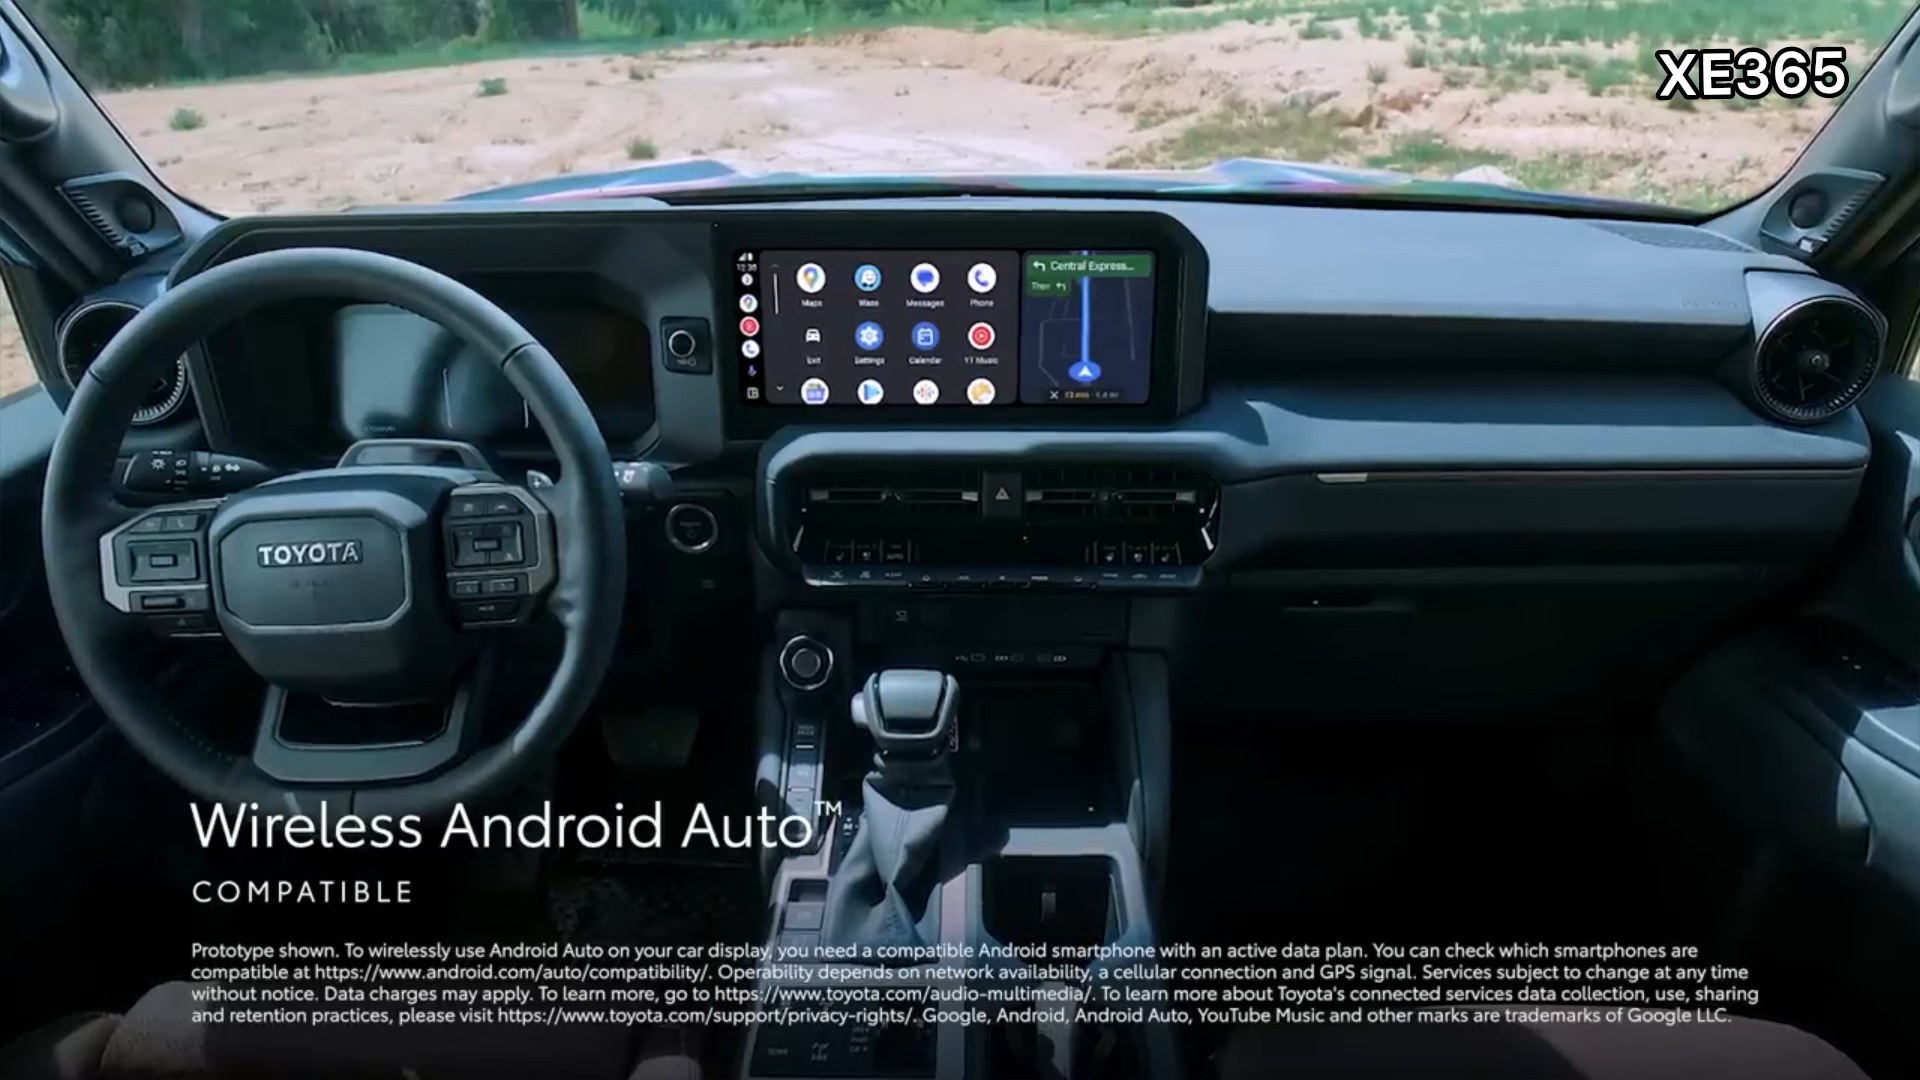 XE365
12:36
Maps
Waze
Messages
Phone
Exit
Settings
Calendar
YT Music
Central Express...
Then
TOYOTA
Wireless Android Auto™
COMPATIBLE
Prototype shown. To wirelessly use Android Auto on your car display, you need a compatible Android smartphone with an active data plan. You can check which smartphones are
compatible at https://www.android.com/auto/compatibility/. Operability depends on network availability, a cellular connection and GPS signal. Services subject to change at any time
without notice. Data charges may apply. To learn more, go to https://www.toyota.com/audio-multimedia/. To learn more about Toyota's connected services data collection, use, sharing
and retention practices, please visit https://www.toyota.com/support/privacy-rights/. Google, Android, Android Auto, YouTube Music and other marks are trademarks of Google LLC.